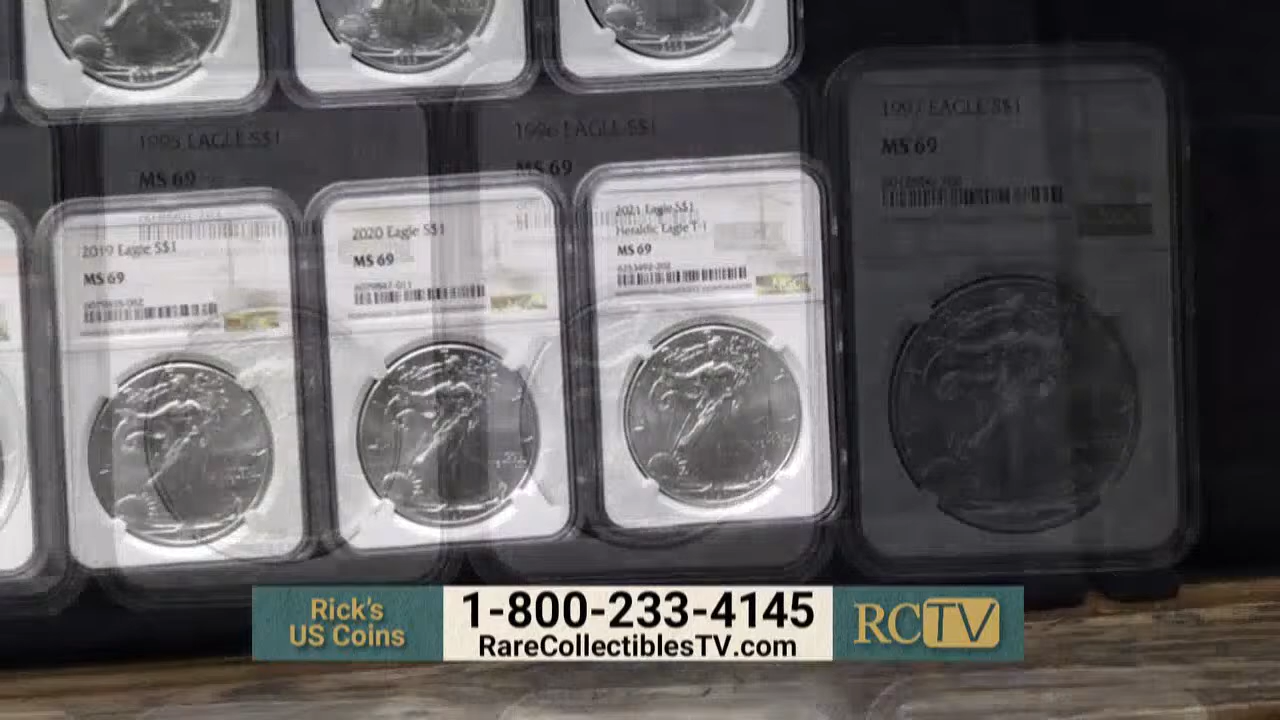 1995 EAGLE S$1
MS 69
1996 EAGLE S$1
MS 69
1997 EAGLE S$1
MS 69
2019 Eagle S$1
MS 69
2020 Eagle S$1
MS 69
2021 Eagle S$1
Heraldic Eagle T-1
MS 69
NGC
Rick's
US Coins
1-800-233-4145
RareCollectiblesTV.com
RCTV